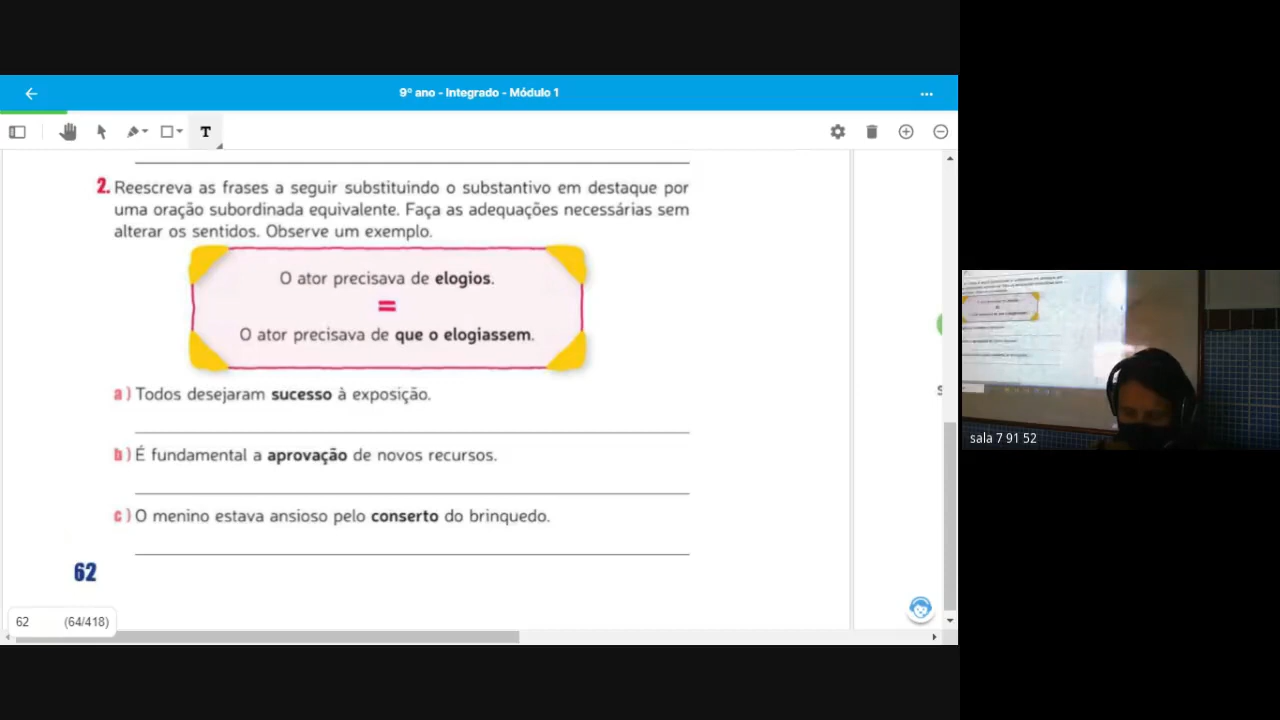 9º ano - Integrado - Módulo 1
T
2. Reescreva as frases a seguir substituindo o substantivo em destaque por
uma oração subordinada equivalente. Faça as adequações necessárias sem
alterar os sentidos. Observe um exemplo.
O ator precisava de elogios.
=
O ator precisava de que o elogiassem.
a) Todos desejaram sucesso à exposição.
b) É fundamental a aprovação de novos recursos.
c) O menino estava ansioso pelo conserto do brinquedo.
62
62 (64/418)
sala 7 91 52